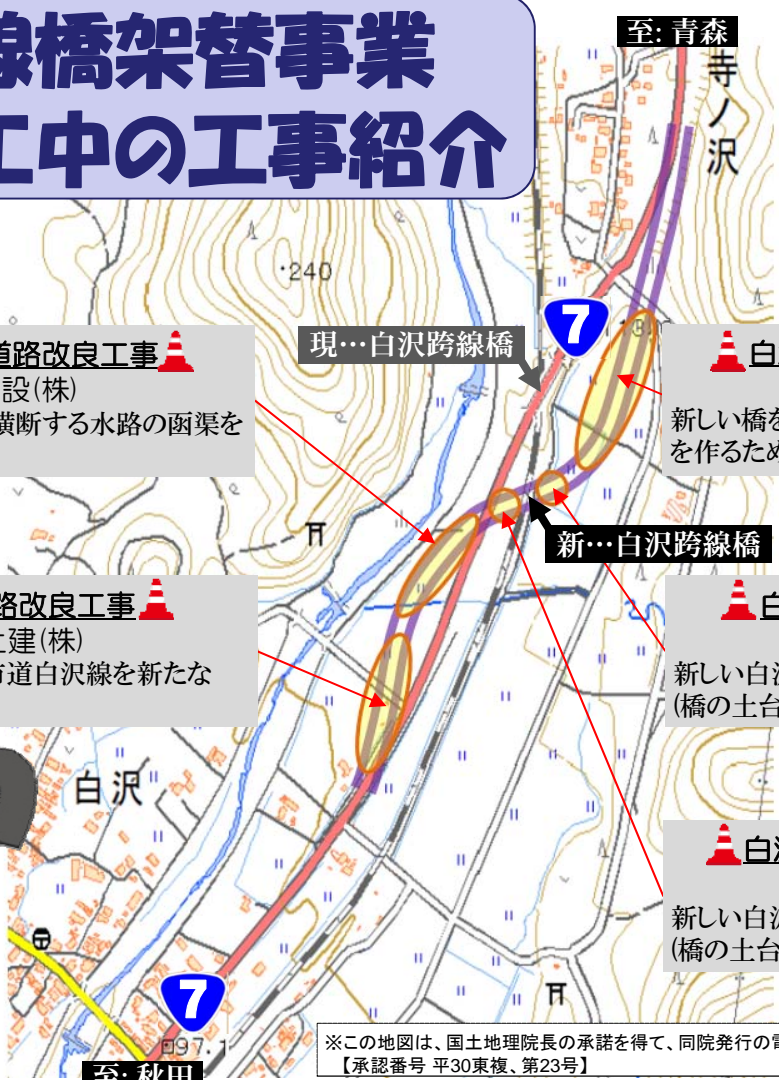 線橋架替事業
工中の工事紹介
至: 青森
寺ノ沢
・240
7
現…白沢跨線橋
道路改良工事
設(株)
横断する水路の函渠を
白
新しい橋を
を作るため
新…白沢跨線橋
路改良工事
土建(株)
市道白沢線を新たな
白
新しい白沢
(橋の土台
白沢
白沢
新しい白沢
(橋の土台
7
97.1
至: 秋田
※この地図は、国土地理院長の承諾を得て、同院発行の電
【承認番号 平30東複、第23号】